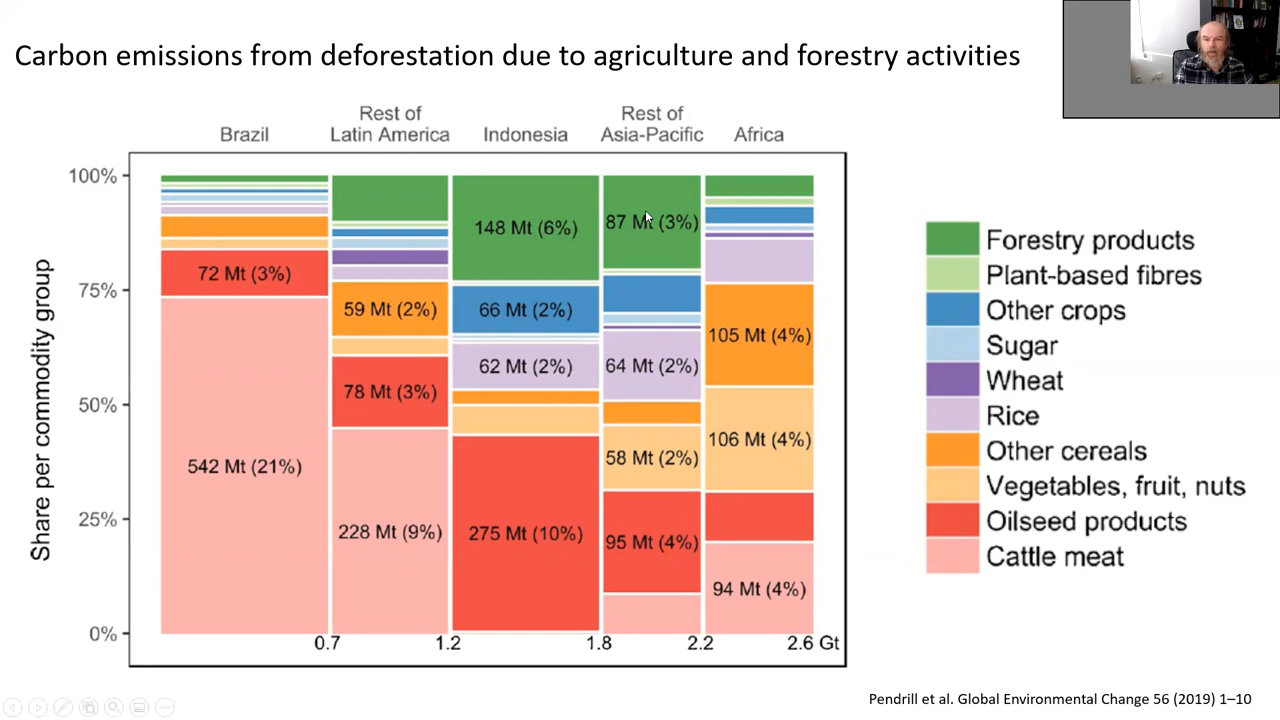 Carbon emissions from deforestation due to agriculture and forestry activities
Brazil
Rest of
Latin America
Indonesia
Rest of
Asia-Pacific
Africa
Share per commodity group
100%
75%
50%
25%
0%
72 Mt (3%)
542 Mt (21%)
59 Mt (2%)
78 Mt (3%)
228 Mt (9%)
148 Mt (6%)
66 Mt (2%)
62 Mt (2%)
275 Mt (10%)
87 Mt (3%)
64 Mt (2%)
58 Mt (2%)
95 Mt (4%)
105 Mt (4%)
106 Mt (4%)
94 Mt (4%)
0.7
1.2
1.8
2.2
2.6 Gt
Forestry products
Plant-based fibres
Other crops
Sugar
Wheat
Rice
Other cereals
Vegetables, fruit, nuts
Oilseed products
Cattle meat
Pendrill et al. Global Environmental Change 56 (2019) 1–10